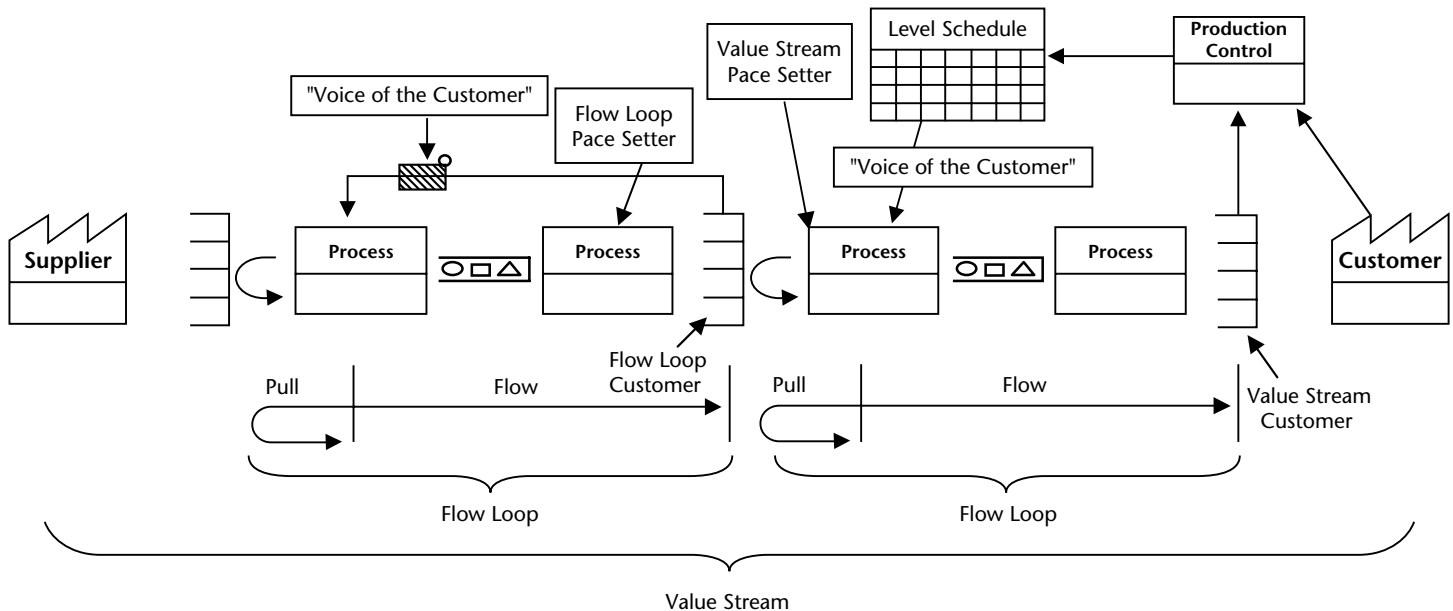 Level Schedule
Production
Control
Value Stream
Pace Setter
"Voice of the Customer"
Flow Loop
Pace Setter
"Voice of the Customer"
Supplier
Process
Process
Process
Process
Customer
Flow Loop
Customer
Pull
Flow
Pull
Flow
Value Stream
Customer
Flow Loop
Flow Loop
Value Stream